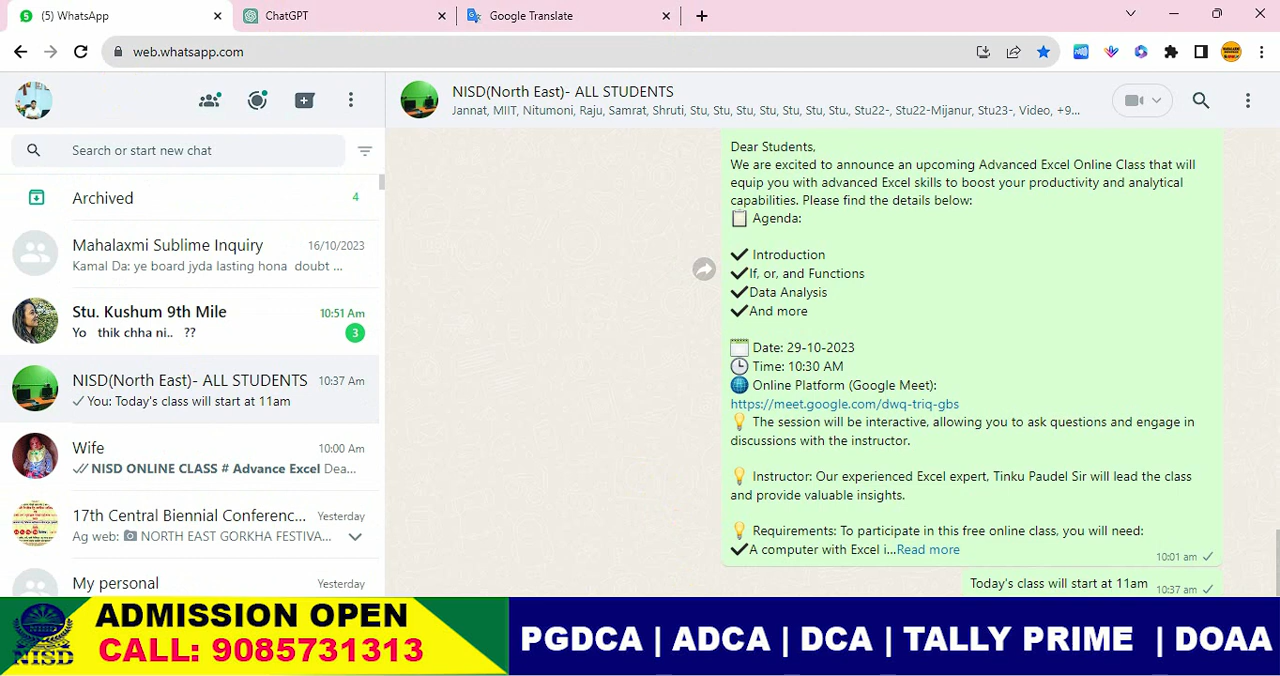 (5) WhatsApp
ChatGPT
Google Translate
web.whatsapp.com
Search or start new chat
Archived 4
Mahalaxmi Sublime Inquiry 16/10/2023
Kamal Da: ye board jyda lasting hona doubt ...
Stu. Kushum 9th Mile 10:51 Am
Yo thik chha ni.. ?? 3
NISD(North East)- ALL STUDENTS 10:37 Am
You: Today's class will start at 11am
Wife 10:00 Am
NISD ONLINE CLASS # Advance Excel Dea...
17th Central Biennial Conferenc... Yesterday
Ag web: NORTH EAST GORKHA FESTIVA...
My personal Yesterday
NISD(North East)- ALL STUDENTS
Jannat, MIIT, Nitumoni, Raju, Samrat, Shruti, Stu, Stu, Stu, Stu, Stu, Stu, Stu., Stu22-, Stu22-Mijanur, Stu23-, Video, +9...
Dear Students,
We are excited to announce an upcoming Advanced Excel Online Class that will
equip you with advanced Excel skills to boost your productivity and analytical
capabilities. Please find the details below:
📋 Agenda:
✔ Introduction
✔If, or, and Functions
✔Data Analysis
✔And more
🗓 Date: 29-10-2023
🕒 Time: 10:30 AM
🌐 Online Platform (Google Meet):
https://meet.google.com/dwq-triq-gbs
💡 The session will be interactive, allowing you to ask questions and engage in
discussions with the instructor.
💡 Instructor: Our experienced Excel expert, Tinku Paudel Sir will lead the class
and provide valuable insights.
💡 Requirements: To participate in this free online class, you will need:
✔A computer with Excel i...Read more
10:01 am
Today's class will start at 11am 10:37 am
NISD
ADMISSION OPEN
CALL: 9085731313
PGDCA | ADCA | DCA | TALLY PRIME | DOAA